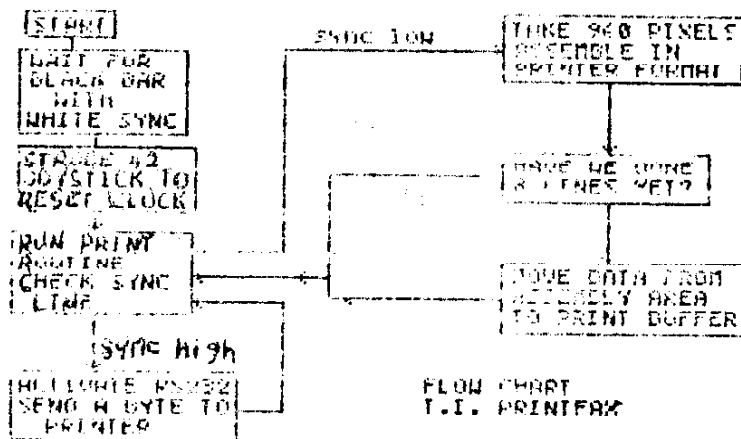 START
WAIT FOR
BLACK BAR
WITH
WHITE SYNC
STROBE #2
JOYSTICK TO
RESET CLOCK
RUN PRINT
ROUTINE
CHECK SYNC
LINE
SYNC High
ACTIVATE RS232
SEND A BYTE TO
PRINTER
SYNC LOW
TAKE 960 PIXELS
ASSEMBLE IN
PRINTER FORMAT
HAVE WE DONE
8 LINES YET?
MOVE DATA FROM
ASSEMBLY AREA
TO PRINT BUFFER
FLOW CHART
T.I. PRINTFAX